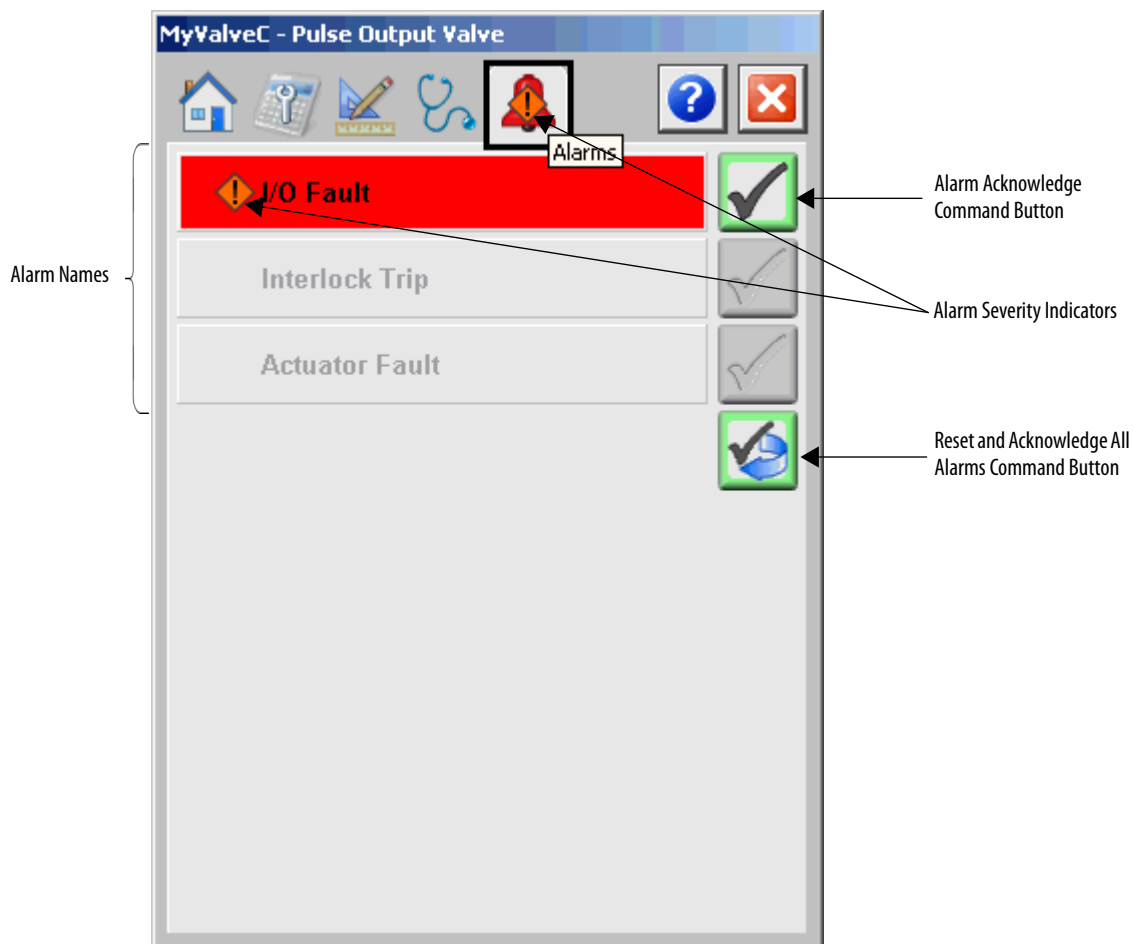 MyValveC - Pulse Output Valve
?
Alarms
! I/O Fault
Interlock Trip
Actuator Fault
Alarm Names
Alarm Acknowledge
Command Button
Alarm Severity Indicators
Reset and Acknowledge All
Alarms Command Button